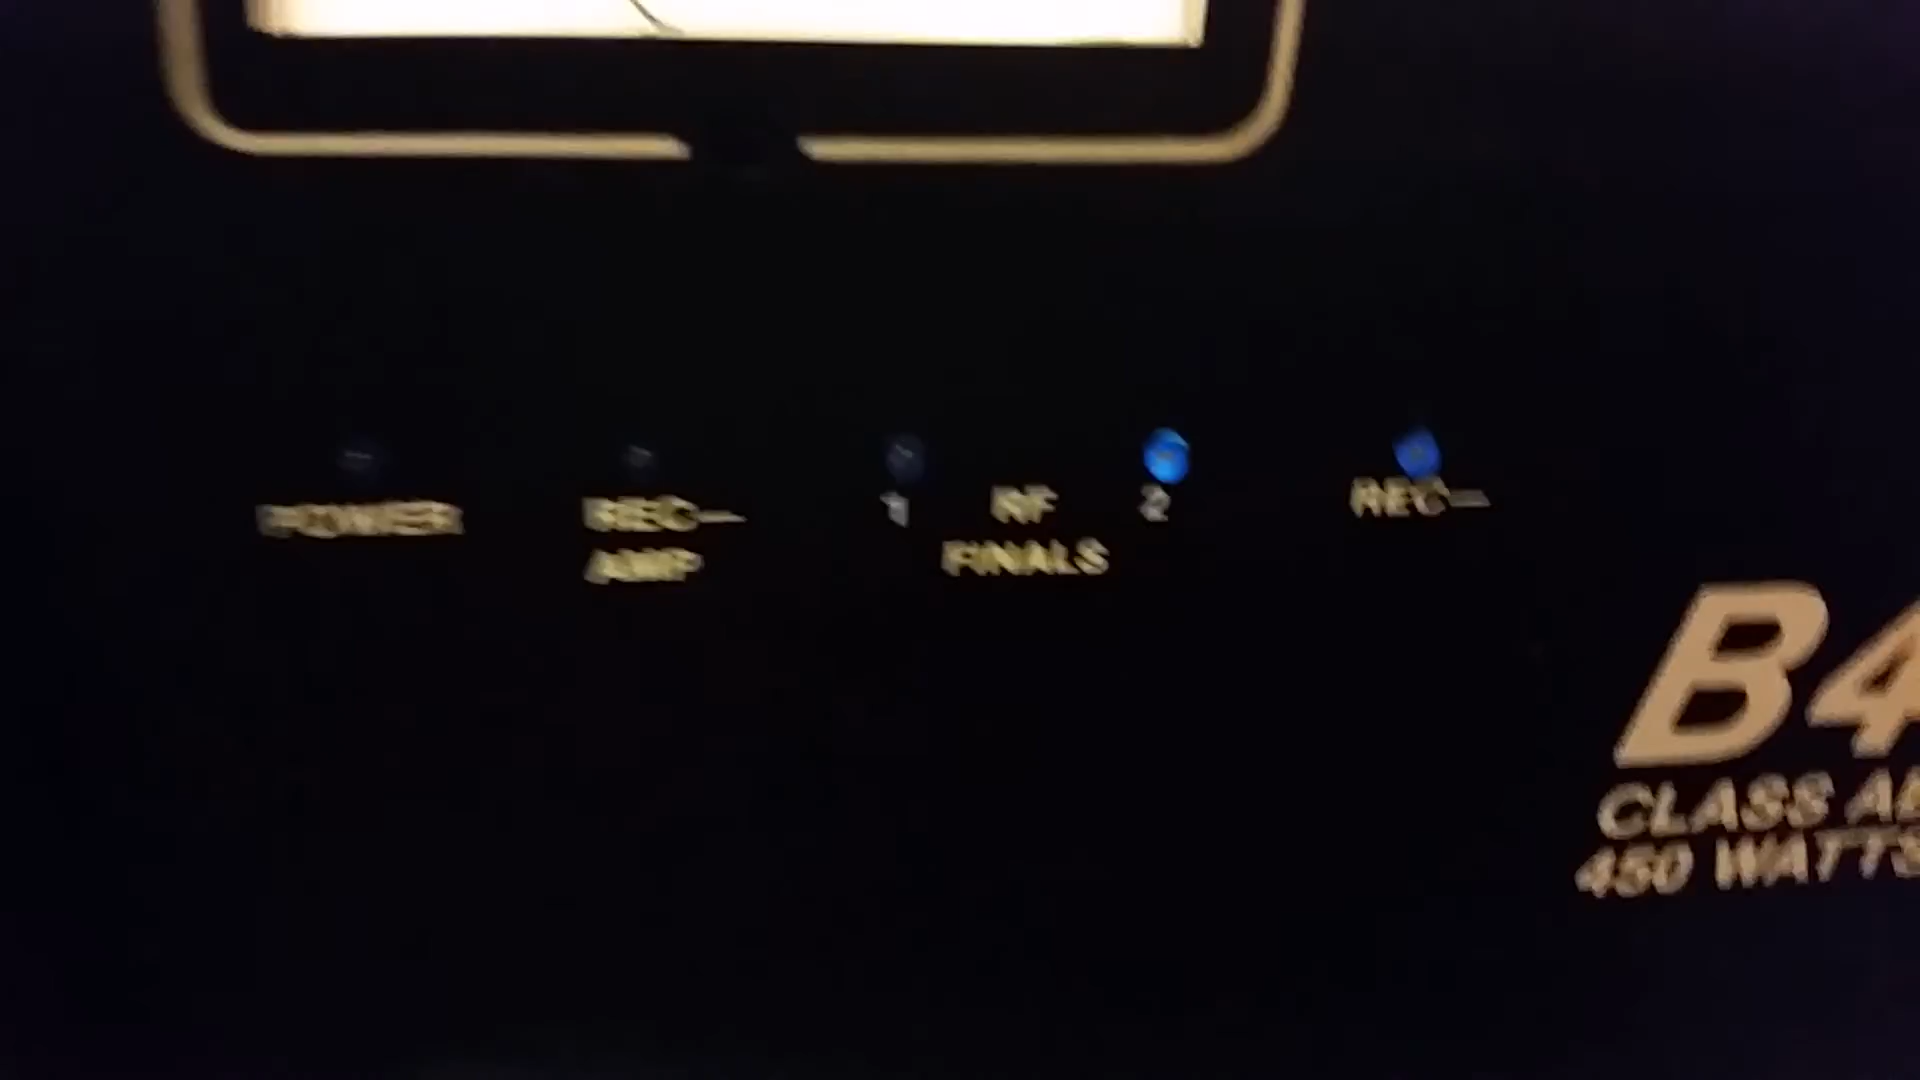 POWER
REC—
AMP
1
RF
FINALS
2
REC—
B4
CLASS A
450 WATTS